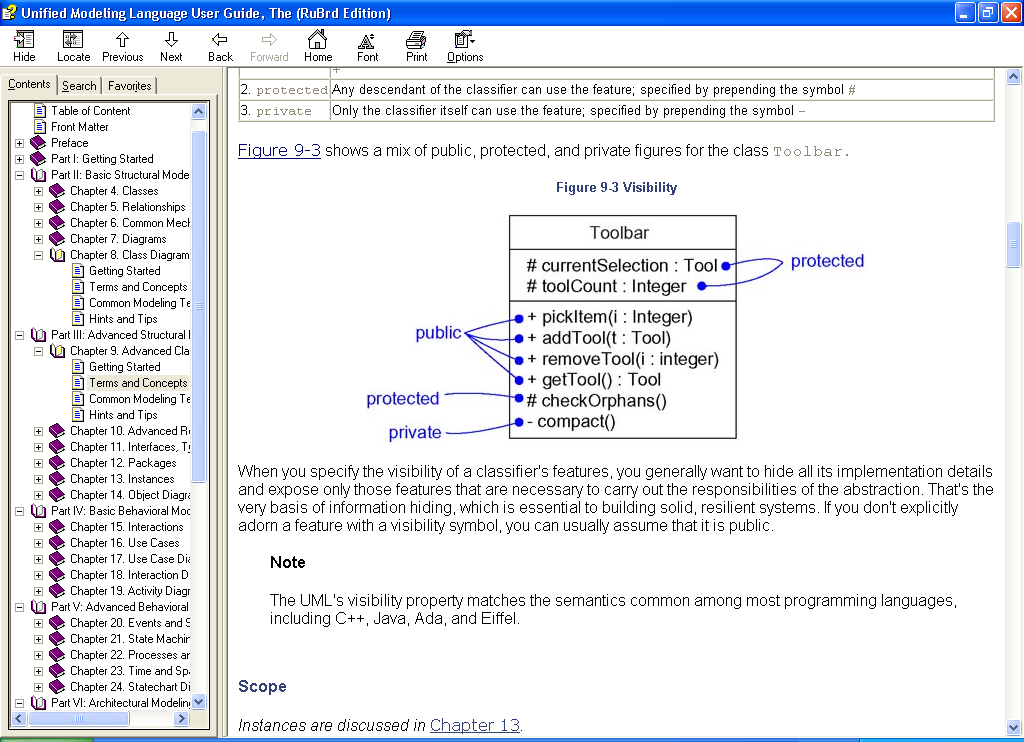 Unified Modeling Language User Guide, The (RuBrd Edition)
Hide Locate Previous Next Back Forward Home Font Print Options
Contents Search Favorites
Table of Content
Front Matter
Preface
Part I: Getting Started
Part II: Basic Structural Mode
Chapter 4. Classes
Chapter 5. Relationships
Chapter 6. Common Mech
Chapter 7. Diagrams
Chapter 8. Class Diagram
Getting Started
Terms and Concepts
Common Modeling Te
Hints and Tips
Part III: Advanced Structural
Chapter 9. Advanced Cla
Getting Started
Terms and Concepts
Common Modeling Te
Hints and Tips
Chapter 10. Advanced Re
Chapter 11. Interfaces, Ty
Chapter 12. Packages
Chapter 13. Instances
Chapter 14. Object Diagra
Part IV: Basic Behavioral Mod
Chapter 15. Interactions
Chapter 16. Use Cases
Chapter 17. Use Case Dia
Chapter 18. Interaction D
Chapter 19. Activity Diagr
Part V: Advanced Behavioral
Chapter 20. Events and S
Chapter 21. State Machin
Chapter 22. Processes an
Chapter 23. Time and Spa
Chapter 24. Statechart Di
Part VI: Architectural Modeling
+
2. protected Any descendant of the classifier can use the feature; specified by prepending the symbol #
3. private Only the classifier itself can use the feature; specified by prepending the symbol -
Figure 9-3 shows a mix of public, protected, and private figures for the class Toolbar.
Figure 9-3 Visibility
Toolbar
# currentSelection : Tool
# toolCount : Integer
protected
+ pickItem(i : Integer)
+ addTool(t : Tool)
+ removeTool(i : integer)
+ getTool() : Tool
# checkOrphans()
- compact()
public
protected
private
When you specify the visibility of a classifier's features, you generally want to hide all its implementation details
and expose only those features that are necessary to carry out the responsibilities of the abstraction. That's the
very basis of information hiding, which is essential to building solid, resilient systems. If you don't explicitly
adorn a feature with a visibility symbol, you can usually assume that it is public.
Note
The UML's visibility property matches the semantics common among most programming languages,
including C++, Java, Ada, and Eiffel.
Scope
Instances are discussed in Chapter 13.